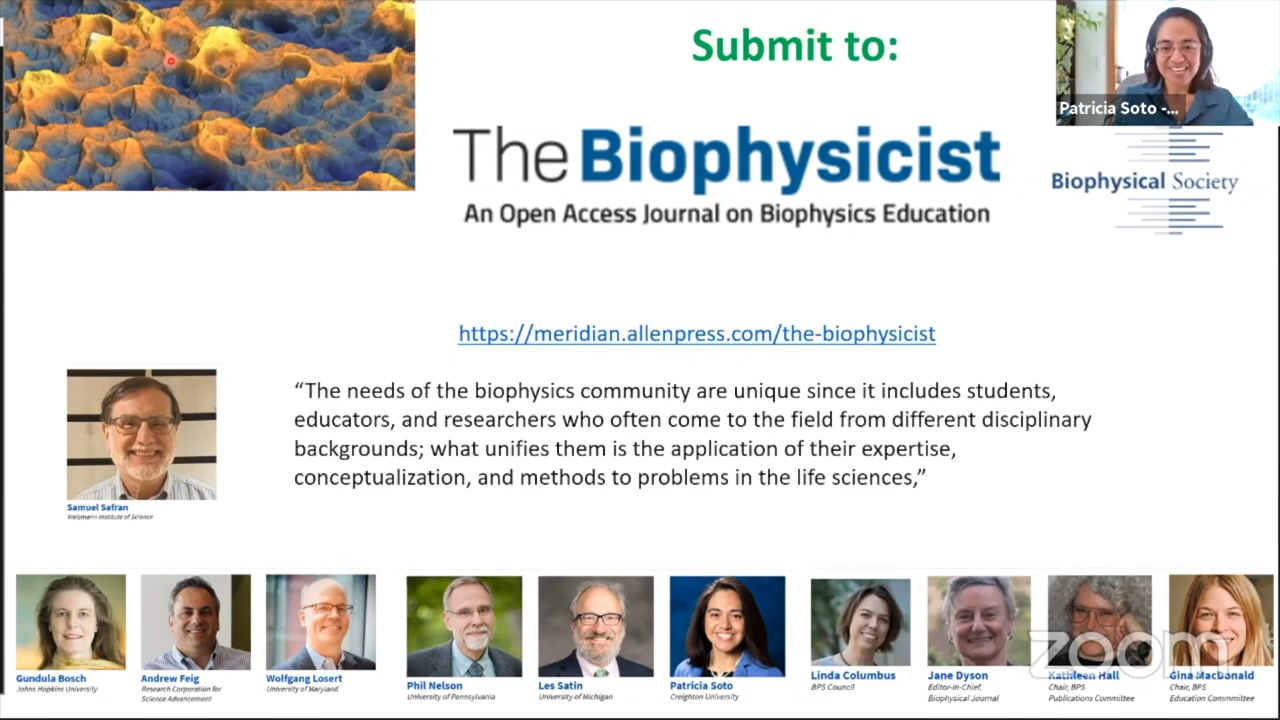 Submit to:
Patricia Soto -...
The Biophysicist
An Open Access Journal on Biophysics Education
Biophysical Society
https://meridian.allenpress.com/the-biophysicist
“The needs of the biophysics community are unique since it includes students,
educators, and researchers who often come to the field from different disciplinary
backgrounds; what unifies them is the application of their expertise,
conceptualization, and methods to problems in the life sciences,”
Samuel Safran
Weizmann Institute of Science
Gundula Bosch
Johns Hopkins University
Andrew Feig
Research Corporation for
Science Advancement
Wolfgang Losert
University of Maryland
Phil Nelson
University of Pennsylvania
Les Satin
University of Michigan
Patricia Soto
Creighton University
Linda Columbus
BPS Council
Jane Dyson
Editor-in-Chief,
Biophysical Journal
Kathleen Hall
Chair, BPS
Publications Committee
Gina MacDonald
Chair, BPS
Education Commmittee
zoom